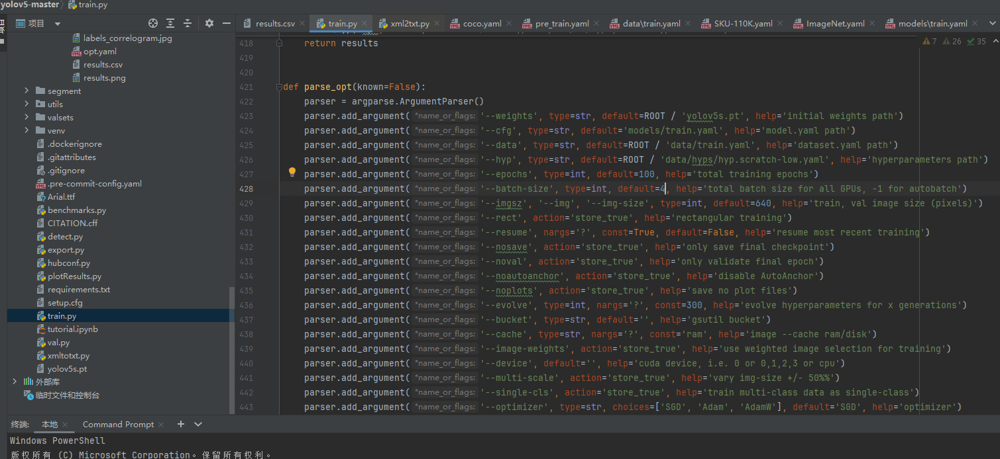 yolov5-master
train.py
项目
results.csv
train.py
xml2txt.py
coco.yaml
pre_train.yaml
data\train.yaml
SKU-110K.yaml
ImageNet.yaml
models\train.yaml
labels_correlogram.jpg
opt.yaml
results.csv
results.png
segment
utils
valsets
venv
.dockerignore
.gitattributes
.gitignore
.pre-commit-config.yaml
Arial.ttf
benchmarks.py
CITATION.cff
detect.py
export.py
hubconf.py
plotResults.py
requirements.txt
setup.cfg
train.py
tutorial.ipynb
val.py
xmltotxt.py
yolov5s.pt
外部库
临时文件和控制台
7 26 35
418 return results
419
420
421 def parse_opt(known=False):
422 parser = argparse.ArgumentParser()
423 parser.add_argument( *name_or_flags: '--weights', type=str, default=ROOT / 'yolov5s.pt', help='initial weights path')
424 parser.add_argument( *name_or_flags: '--cfg', type=str, default='models/train.yaml', help='model.yaml path')
425 parser.add_argument( *name_or_flags: '--data', type=str, default=ROOT / 'data/train.yaml', help='dataset.yaml path')
426 parser.add_argument( *name_or_flags: '--hyp', type=str, default=ROOT / 'data/hyps/hyp.scratch-low.yaml', help='hyperparameters path')
427 parser.add_argument( *name_or_flags: '--epochs', type=int, default=100, help='total training epochs')
428 parser.add_argument( *name_or_flags: '--batch-size', type=int, default=4, help='total batch size for all GPUs, -1 for autobatch')
429 parser.add_argument( *name_or_flags: '--imgsz', '--img', '--img-size', type=int, default=640, help='train, val image size (pixels)')
430 parser.add_argument( *name_or_flags: '--rect', action='store_true', help='rectangular training')
431 parser.add_argument( *name_or_flags: '--resume', nargs='?', const=True, default=False, help='resume most recent training')
432 parser.add_argument( *name_or_flags: '--nosave', action='store_true', help='only save final checkpoint')
433 parser.add_argument( *name_or_flags: '--noval', action='store_true', help='only validate final epoch')
434 parser.add_argument( *name_or_flags: '--noautoanchor', action='store_true', help='disable AutoAnchor')
435 parser.add_argument( *name_or_flags: '--noplots', action='store_true', help='save no plot files')
436 parser.add_argument( *name_or_flags: '--evolve', type=int, nargs='?', const=300, help='evolve hyperparameters for x generations')
437 parser.add_argument( *name_or_flags: '--bucket', type=str, default='', help='gsutil bucket')
438 parser.add_argument( *name_or_flags: '--cache', type=str, nargs='?', const='ram', help='image --cache ram/disk')
439 parser.add_argument( *name_or_flags: '--image-weights', action='store_true', help='use weighted image selection for training')
440 parser.add_argument( *name_or_flags: '--device', default='', help='cuda device, i.e. 0 or 0,1,2,3 or cpu')
441 parser.add_argument( *name_or_flags: '--multi-scale', action='store_true', help='vary img-size +/- 50%%')
442 parser.add_argument( *name_or_flags: '--single-cls', action='store_true', help='train multi-class data as single-class')
443 parser.add_argument( *name_or_flags: '--optimizer', type=str, choices=['SGD', 'Adam', 'AdamW'], default='SGD', help='optimizer')
终端: 本地 Command Prompt
Windows PowerShell
版权所有 (C) Microsoft Corporation。保留所有权利。